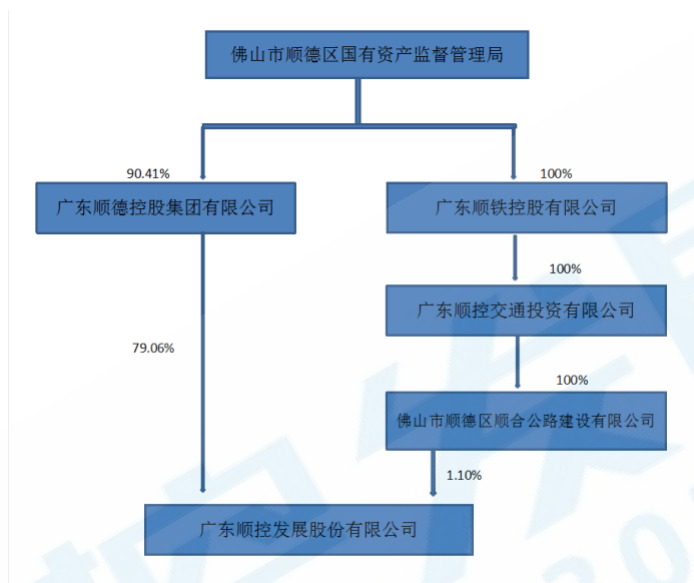 佛山市顺德区国有资产监督管理局
90.41%
100%
广东顺德控股集团有限公司
广东顺铁控股有限公司
100%
广东顺控交通投资有限公司
79.06%
100%
佛山市顺德区顺合公路建设有限公司
1.10%
广东顺控发展股份有限公司